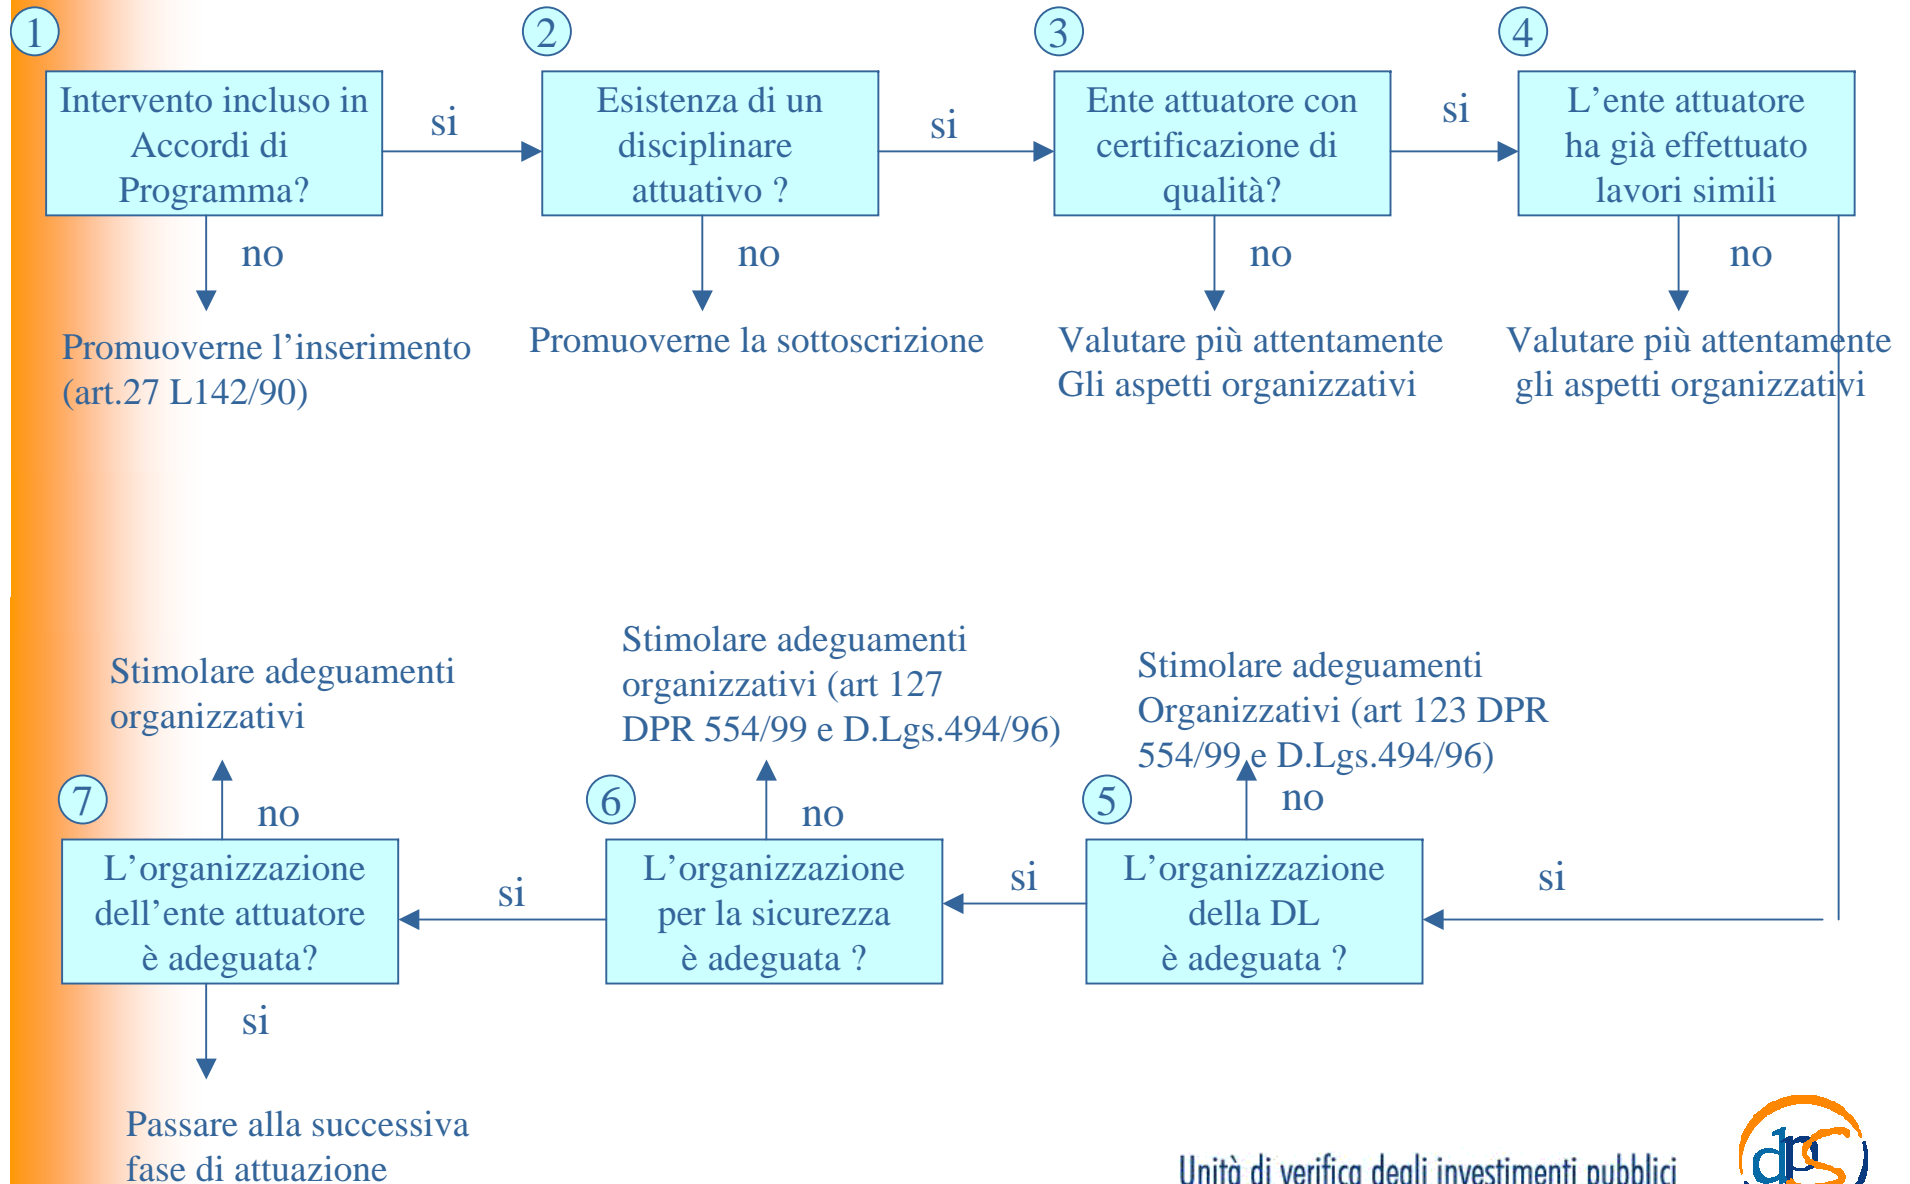 1
Intervento incluso in
Accordi di
Programma?
si
no
Promuoverne l’inserimento
(art.27 L142/90)
2
Esistenza di un
disciplinare
attuativo ?
si
no
Promuoverne la sottoscrizione
3
Ente attuatore con
certificazione di
qualità?
si
no
Valutare più attentamente
Gli aspetti organizzativi
4
L’ente attuatore
ha già effettuato
lavori simili
no
Valutare più attentamente
gli aspetti organizzativi
si
5
L’organizzazione
della DL
è adeguata ?
no
Stimolare adeguamenti
Organizzativi (art 123 DPR
554/99 e D.Lgs.494/96)
si
6
L’organizzazione
per la sicurezza
è adeguata ?
no
Stimolare adeguamenti
organizzativi (art 127
DPR 554/99 e D.Lgs.494/96)
si
7
L’organizzazione
dell’ente attuatore
è adeguata?
no
Stimolare adeguamenti
organizzativi
si
Passare alla successiva
fase di attuazione
Unità di verifica degli investimenti pubblici
dps